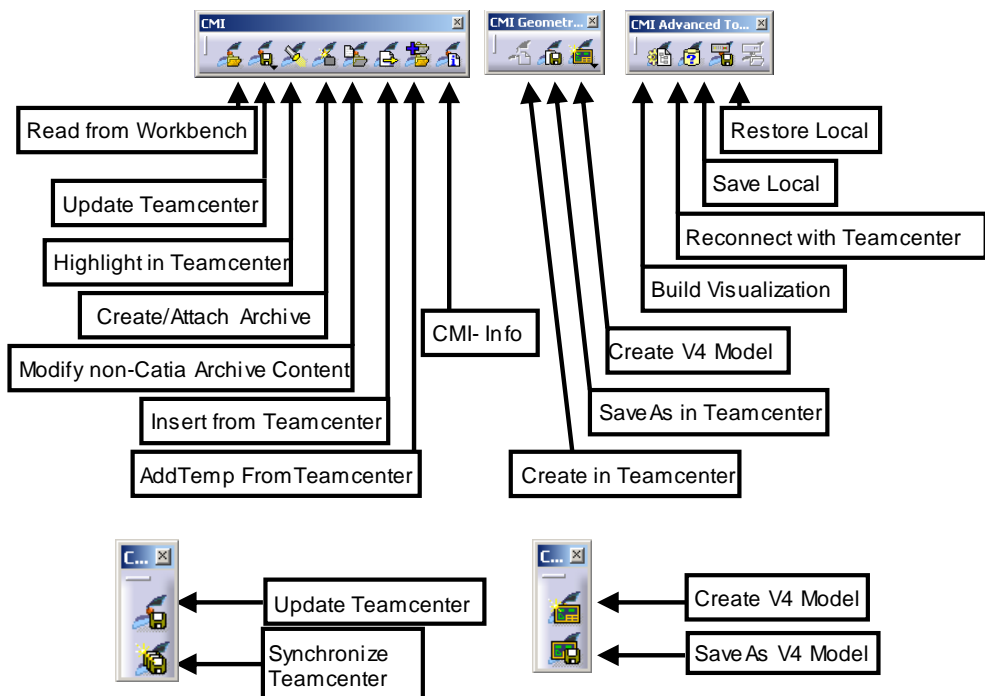 CMI
CMI Geometr...
CMI Advanced To...
Read from Workbench
Restore Local
Update Teamcenter
Save Local
Highlight in Teamcenter
Reconnect with Teamcenter
Create/Attach Archive
CMI- Info
Build Visualization
Modify non-Catia Archive Content
Create V4 Model
Insert from Teamcenter
SaveAs in Teamcenter
AddTemp FromTeamcenter
Create in Teamcenter
C...
Update Teamcenter
Synchronize
Teamcenter
C...
Create V4 Model
SaveAs V4 Model